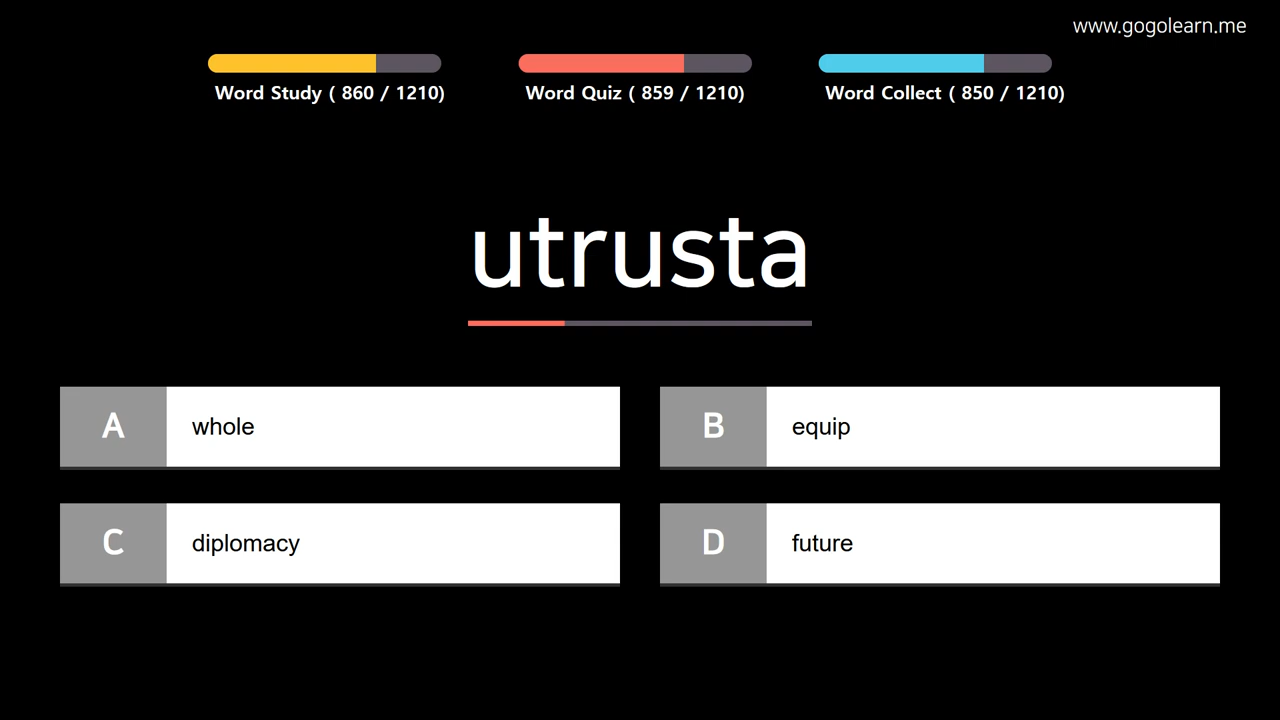 www.gogolearn.me
Word Study ( 860 / 1210)
Word Quiz ( 859 / 1210)
Word Collect ( 850 / 1210)
utrusta
A
whole
B
equip
C
diplomacy
D
future